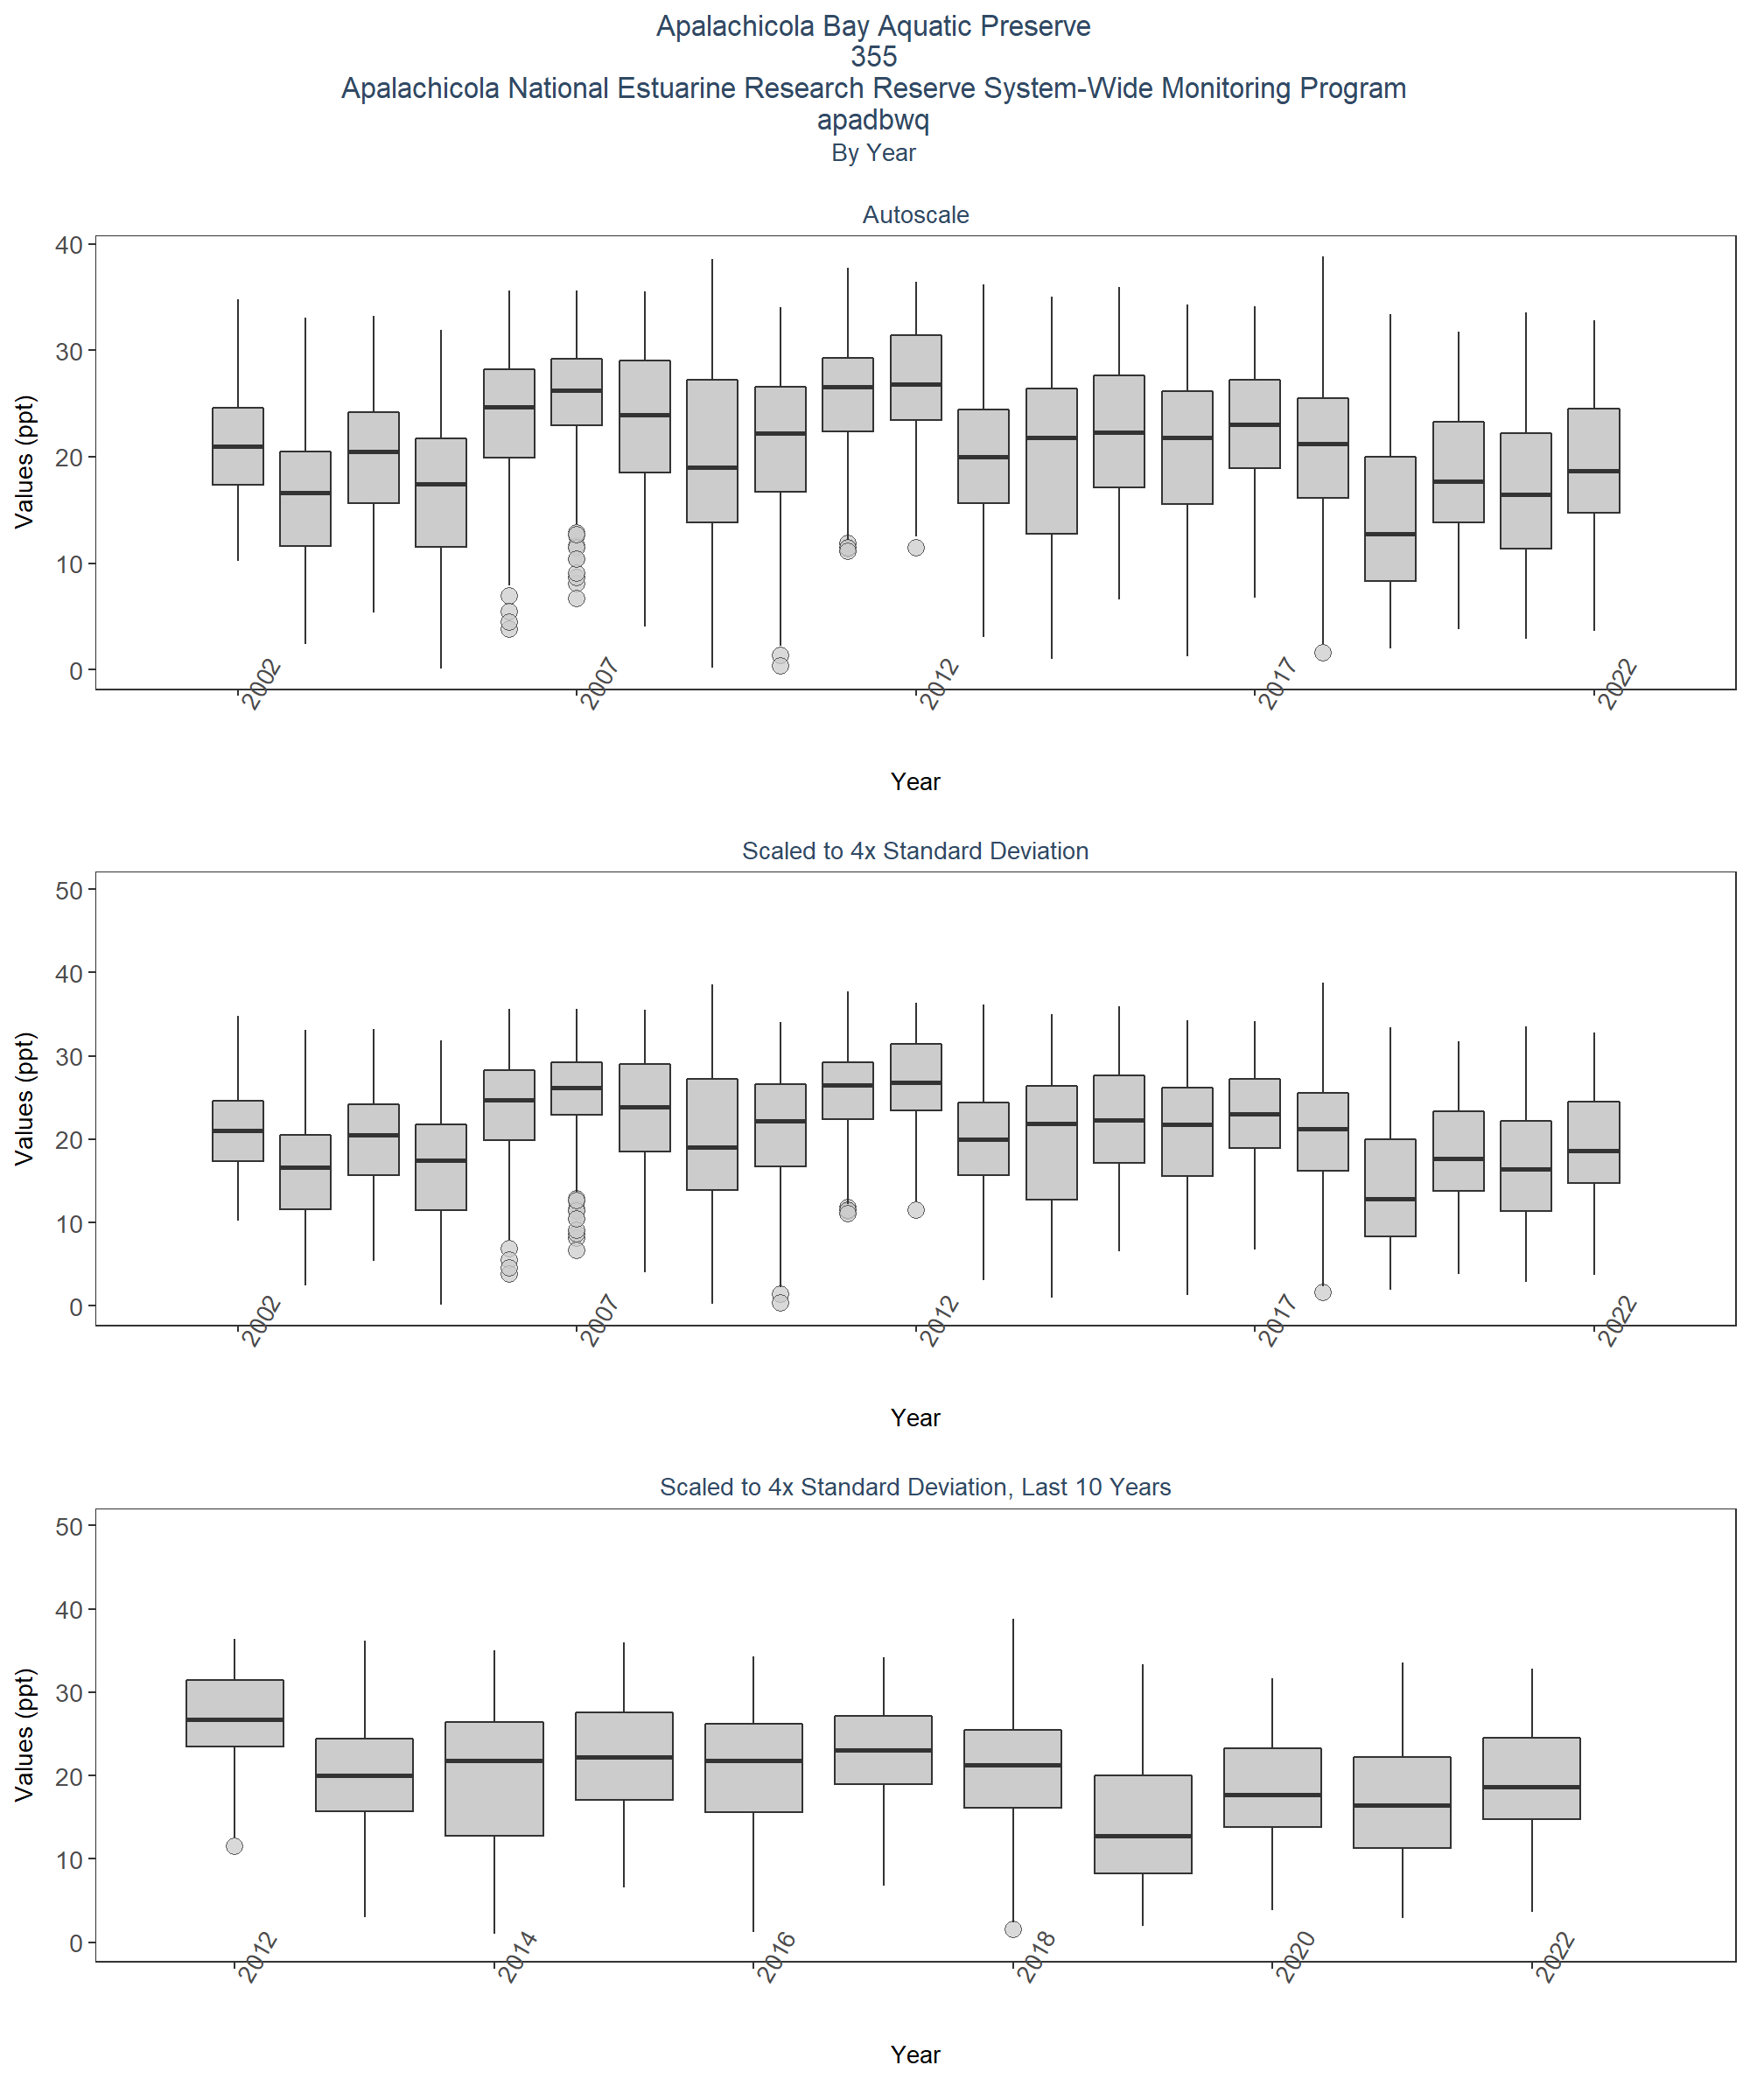 Apalachicola Bay Aquatic Preserve
355
Apalachicola National Estuarine Research Reserve System-Wide Monitoring Program
apadbwq
By Year
Autoscale
Values (ppt)
40
30
20
10
0
2002 2007 2012 2017 2022
Year
Scaled to 4x Standard Deviation
Values (ppt)
50
40
30
20
10
0
2002 2007 2012 2017 2022
Year
Scaled to 4x Standard Deviation, Last 10 Years
Values (ppt)
50
40
30
20
10
0
2012 2014 2016 2018 2020 2022
Year